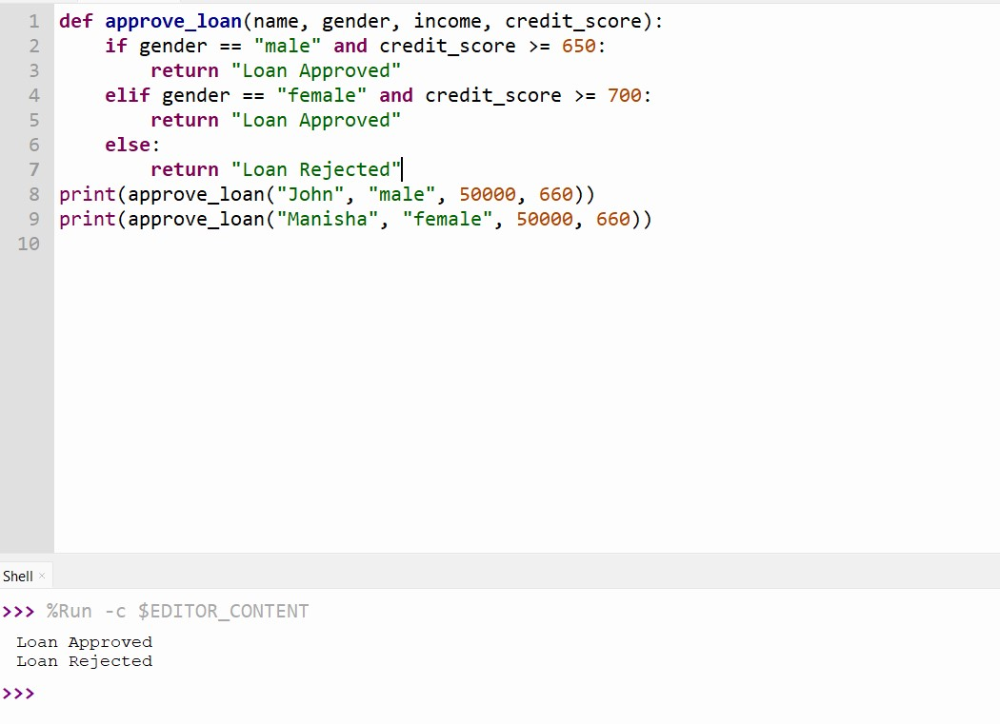 1 def approve_loan(name, gender, income, credit_score):
2     if gender == "male" and credit_score >= 650:
3         return "Loan Approved"
4     elif gender == "female" and credit_score >= 700:
5         return "Loan Approved"
6     else:
7         return "Loan Rejected"
8 print(approve_loan("John", "male", 50000, 660))
9 print(approve_loan("Manisha", "female", 50000, 660))
10
Shell ×
>>> %Run -c $EDITOR_CONTENT
Loan Approved
Loan Rejected
>>>